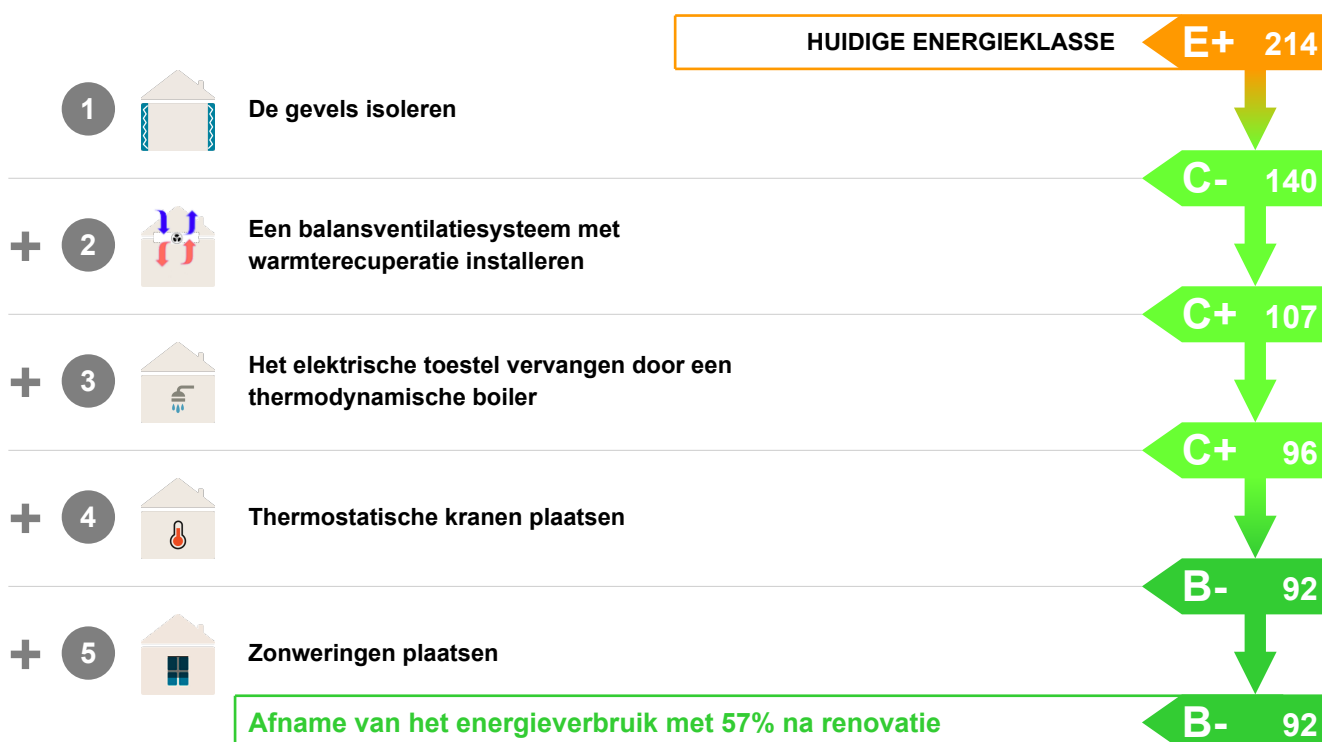 HUIDIGE ENERGIEKLASSE E+ 214
1 De gevels isoleren
C- 140
+ 2 Een balansventilatiesysteem met
warmterecuperatie installeren
C+ 107
+ 3 Het elektrische toestel vervangen door een
thermodynamische boiler
C+ 96
+ 4 Thermostatische kranen plaatsen
B- 92
+ 5 Zonweringen plaatsen
Afname van het energieverbruik met 57% na renovatie B- 92